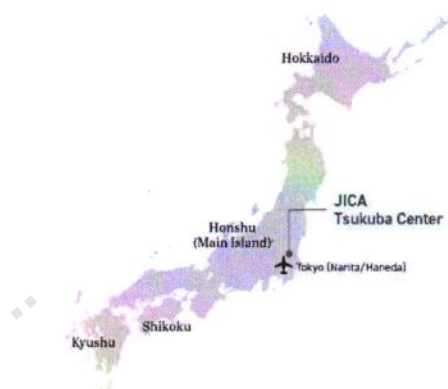 Hokkaido
JICA
Tsukuba Center
Honshu
(Main Island)
Tokyo (Narita/Haneda)
Shikoku
Kyushu